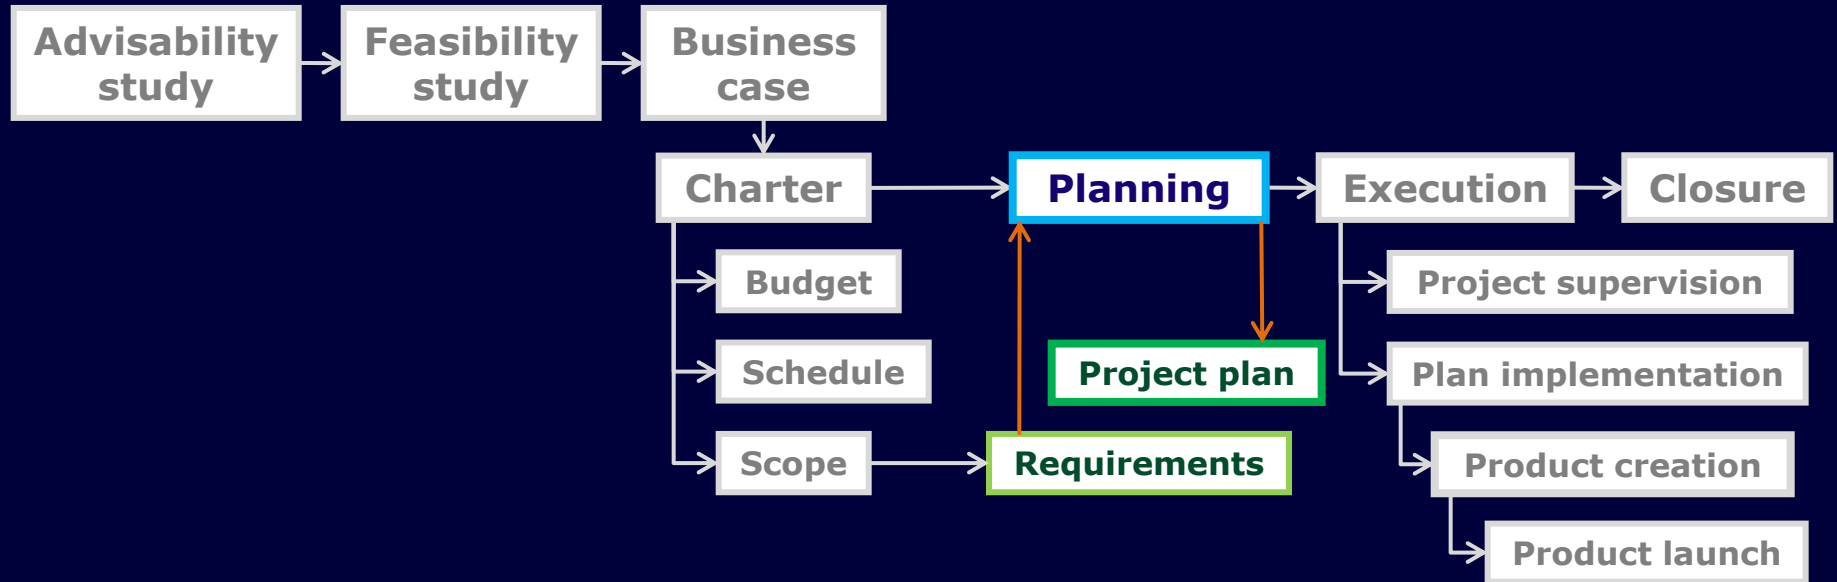 Advisability
study
Feasibility
study
Business
case
Charter
Planning
Execution
Closure
Budget
Project supervision
Schedule
Project plan
Plan implementation
Scope
Requirements
Product creation
Product launch